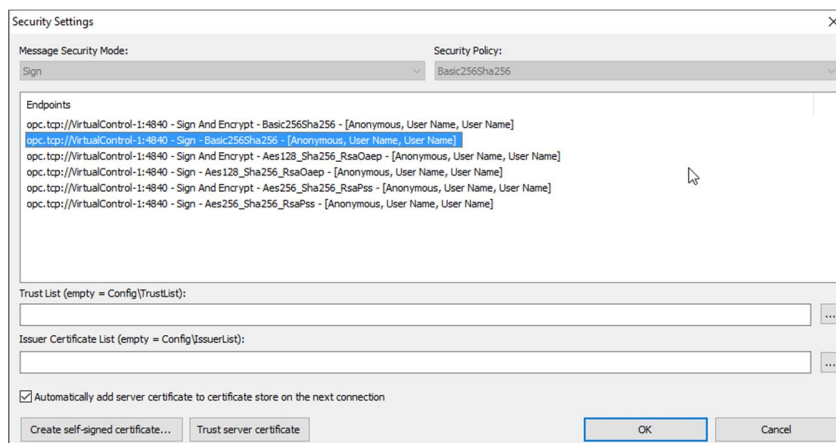 Security Settings
Message Security Mode:
Security Policy:
Sign
Basic256Sha256
Endpoints
opc.tcp://VirtualControl-1:4840 - Sign And Encrypt - Basic256Sha256 - [Anonymous, User Name, User Name]
opc.tcp://VirtualControl-1:4840 - Sign - Basic256Sha256 - [Anonymous, User Name, User Name]
opc.tcp://VirtualControl-1:4840 - Sign And Encrypt - Aes128_Sha256_RsaOaep - [Anonymous, User Name, User Name]
opc.tcp://VirtualControl-1:4840 - Sign - Aes128_Sha256_RsaOaep - [Anonymous, User Name, User Name]
opc.tcp://VirtualControl-1:4840 - Sign And Encrypt - Aes256_Sha256_RsaPss - [Anonymous, User Name, User Name]
opc.tcp://VirtualControl-1:4840 - Sign - Aes256_Sha256_RsaPss - [Anonymous, User Name, User Name]
Trust List (empty = Config\TrustList):
...
Issuer Certificate List (empty = Config\IssuerList):
...
Automatically add server certificate to certificate store on the next connection
Create self-signed certificate...
Trust server certificate
OK
Cancel